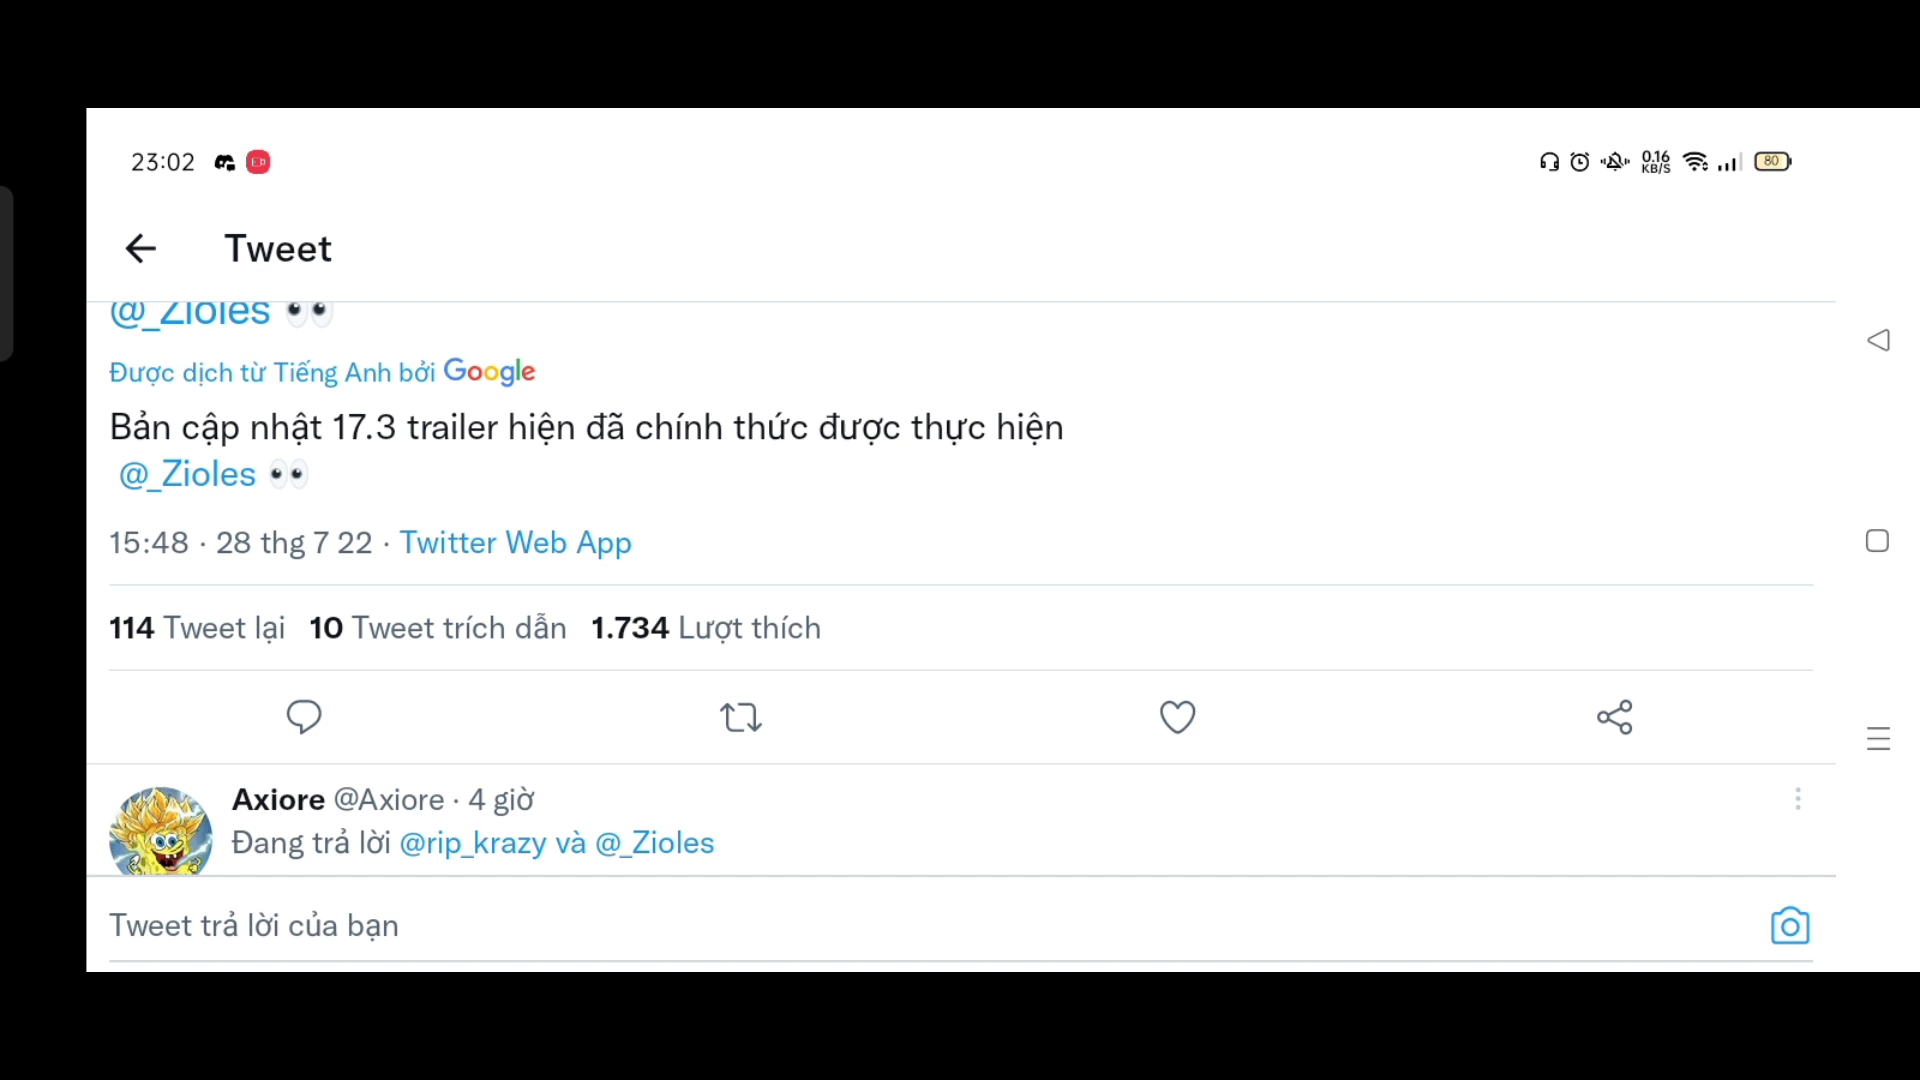 23:02
0.16
KB/S
80
Tweet
@_Zioles 👀
Được dịch từ Tiếng Anh bởi Google
Bản cập nhật 17.3 trailer hiện đã chính thức được thực hiện
@_Zioles 👀
15:48 · 28 thg 7 22 · Twitter Web App
114 Tweet lại 10 Tweet trích dẫn 1.734 Lượt thích
Axiore @Axiore · 4 giờ
Đang trả lời @rip_krazy và @_Zioles
Tweet trả lời của bạn